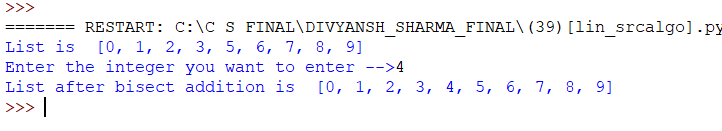 >>>
======= RESTART: C:\C S FINAL\DIVYANSH_SHARMA_FINAL\(39)[lin_srcalgo].py
List is  [0, 1, 2, 3, 5, 6, 7, 8, 9]
Enter the integer you want to enter -->4
List after bisect addition is  [0, 1, 2, 3, 4, 5, 6, 7, 8, 9]
>>>